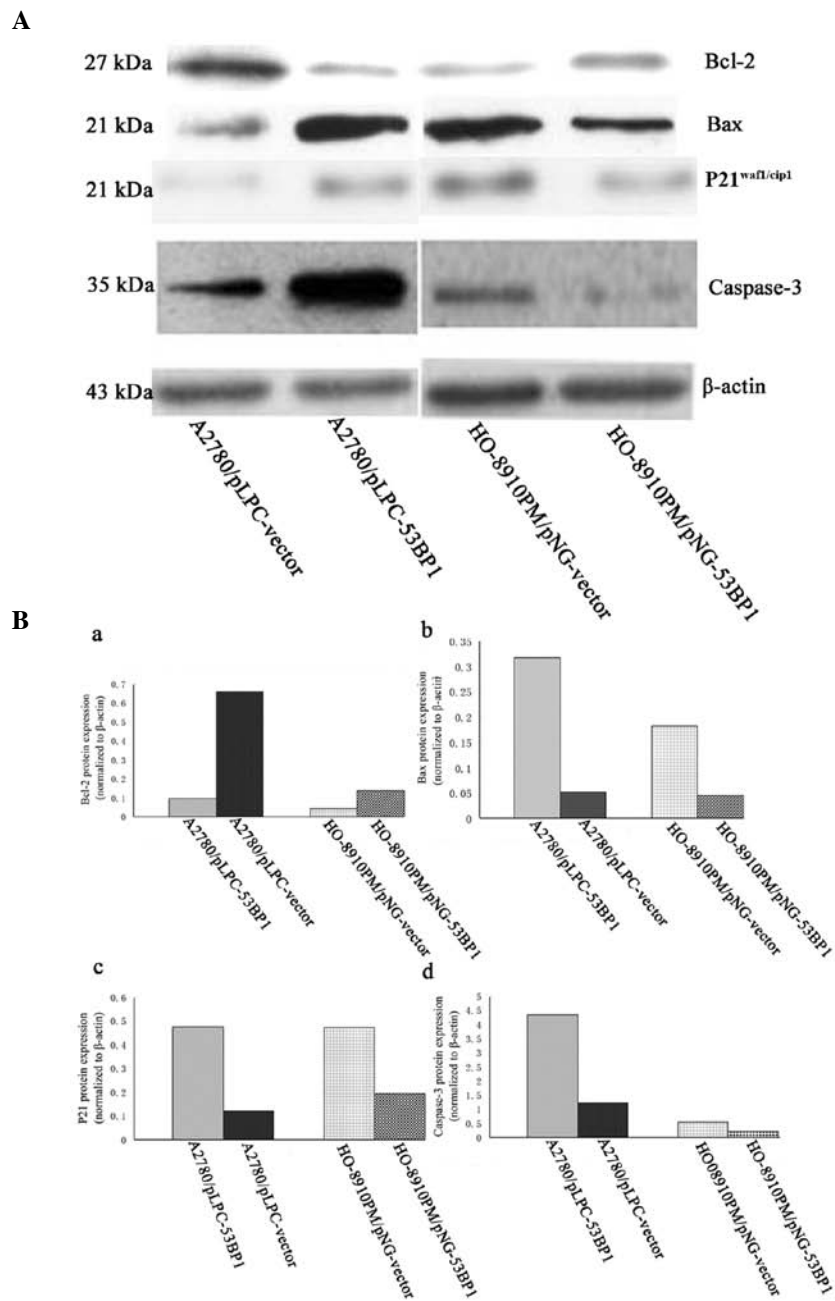 A
27 kDa
Bcl-2
21 kDa
Bax
21 kDa
P21waf1/cip1
35 kDa
Caspase-3
43 kDa
β-actin
A2780/pLPC-vector
A2780/pLPC-53BP1
HO-8910PM/pNG-vector
HO-8910PM/pNG-53BP1
B
a
Bcl-2 protein expression
(normalized to β-actin)
0.7
0.6
0.5
0.4
0.3
0.2
0.1
0
A2780/pLPC-53BP1
A2780/pLPC-vector
HO-8910PM/pNG-vector
HO-8910PM/pNG-53BP1
b
Bax protein expression
(normalized to β-actin)
0.35
0.3
0.25
0.2
0.15
0.1
0.05
0
A2780/pLPC-53BP1
A2780/pLPC-vector
HO-8910PM/pNG-vector
HO-8910PM/pNG-53BP1
c
P21 protein expression
(normalized to β-actin)
0.6
0.5
0.4
0.3
0.2
0.1
0
A2780/pLPC-53BP1
A2780/pLPC-vector
HO-8910PM/pNG-vector
HO-8910PM/pNG-53BP1
d
Caspase-3 protein expression
(normalized to β-actin)
4.5
4
3.5
3
2.5
2
1.5
1
0.5
0
A2780/pLPC-53BP1
A2780/pLPC-vector
HO08910PM/pNG-vector
HO-8910PM/pNG-53BP1